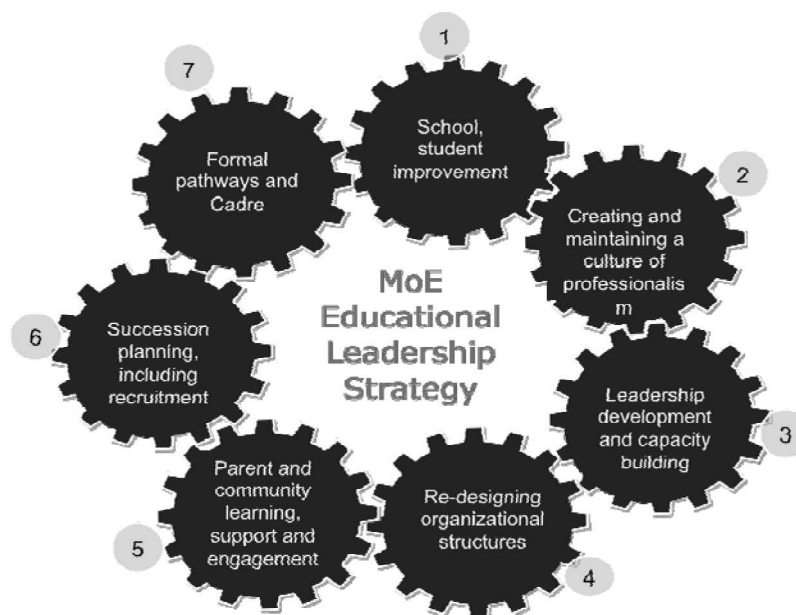 1
School,
student
improvement
2
Creating and
maintaining a
culture of
professionalis
m
3
Leadership
development
and capacity
building
4
Re-designing
organizational
structures
5
Parent and
community
learning,
support and
engagement
6
Succession
planning,
including
recruitment
7
Formal
pathways and
Cadre
MoE
Educational
Leadership
Strategy